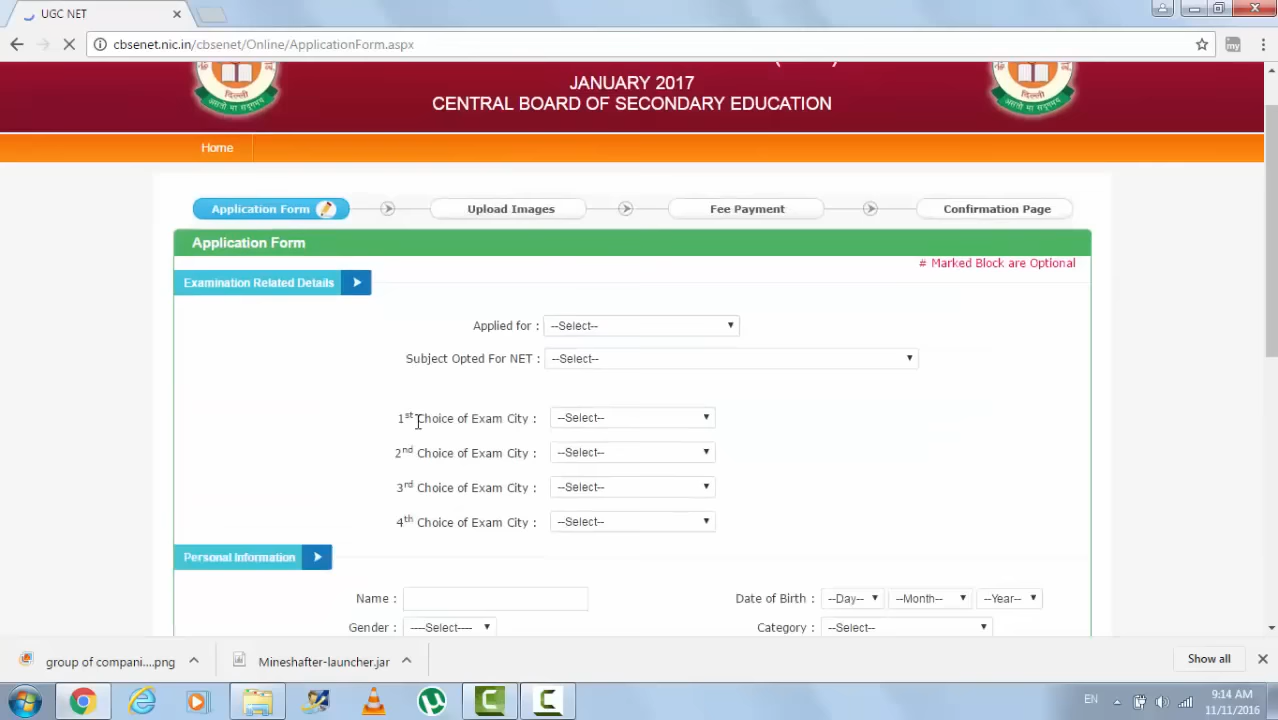 UGC NET
cbsenet.nic.in/cbsenet/Online/ApplicationForm.aspx
my
JANUARY 2017
CENTRAL BOARD OF SECONDARY EDUCATION
Home
Application Form
Upload Images
Fee Payment
Confirmation Page
Application Form
# Marked Block are Optional
Examination Related Details
Applied for : --Select--
Subject Opted For NET : --Select--
1st Choice of Exam City : --Select--
2nd Choice of Exam City : --Select--
3rd Choice of Exam City : --Select--
4th Choice of Exam City : --Select--
Personal Information
Name : Date of Birth : --Day-- --Month-- --Year--
Gender : ----Select---- Category : --Select--
group of compani....png
Mineshafter-launcher.jar
Show all
EN
9:14 AM
11/11/2016